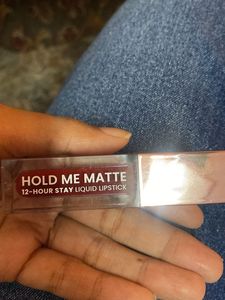 HOLD ME MATTE
12-HOUR STAY LIQUID LIPSTICK